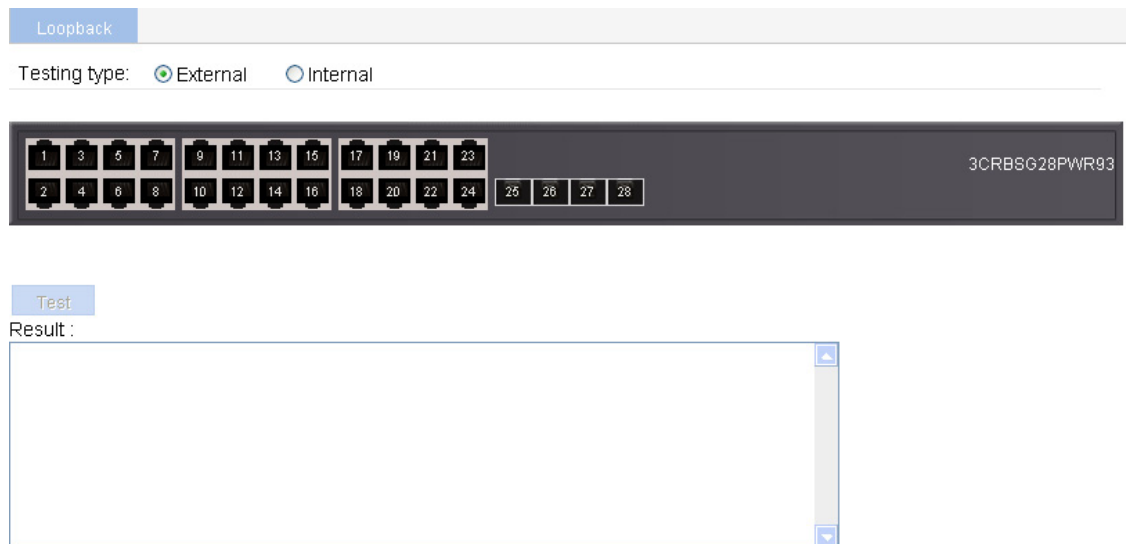 Loopback
Testing type: External Internal
1 3 5 7 9 11 13 15 17 19 21 23
3CRBSG28PWR93
2 4 6 8 10 12 14 16 18 20 22 24 25 26 27 28
Test
Result :